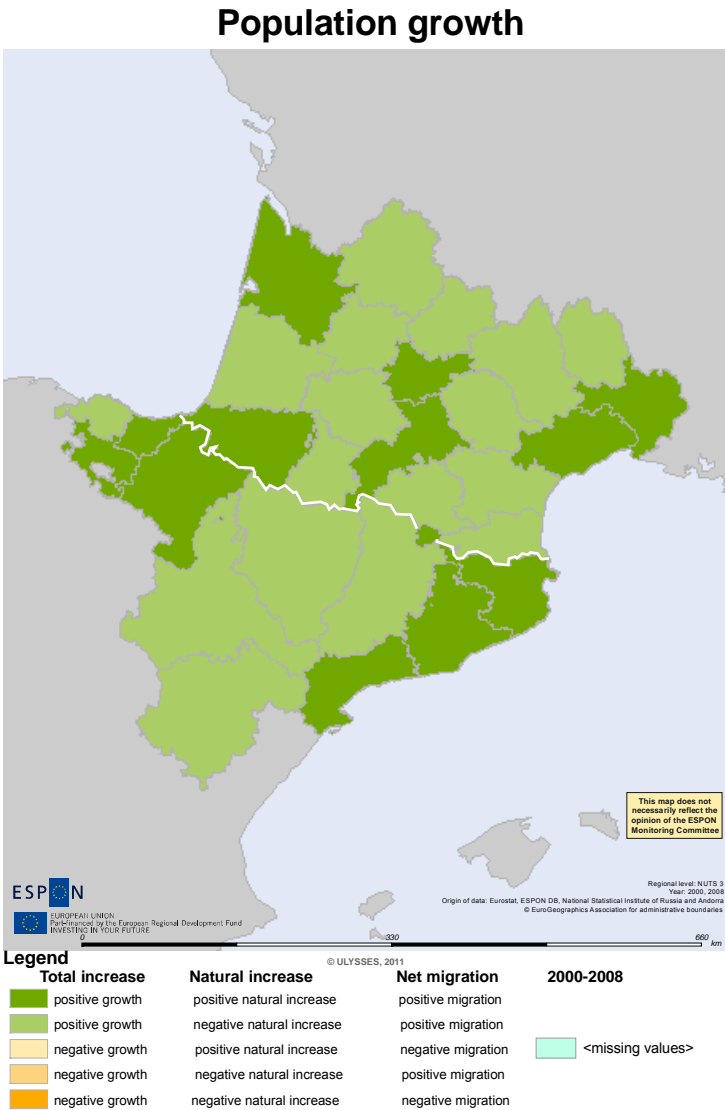 Population growth
This map does not
necessarily reflect the
opinion of the ESPON
Monitoring Committee
ESPON
EUROPEAN UNION
Part-financed by the European Regional Development Fund
INVESTING IN YOUR FUTURE
Regional level: NUTS 3
Year: 2000, 2008
Origin of data: Eurostat, ESPON DB, National Statistical Institute of Russia and Andorra
© EuroGeographics Association for administrative boundaries
0 330 660 km
Legend
© ULYSSES, 2011
Total increase Natural increase Net migration 2000-2008
positive growth positive natural increase positive migration
positive growth negative natural increase positive migration
negative growth positive natural increase negative migration <missing values>
negative growth negative natural increase positive migration
negative growth negative natural increase negative migration